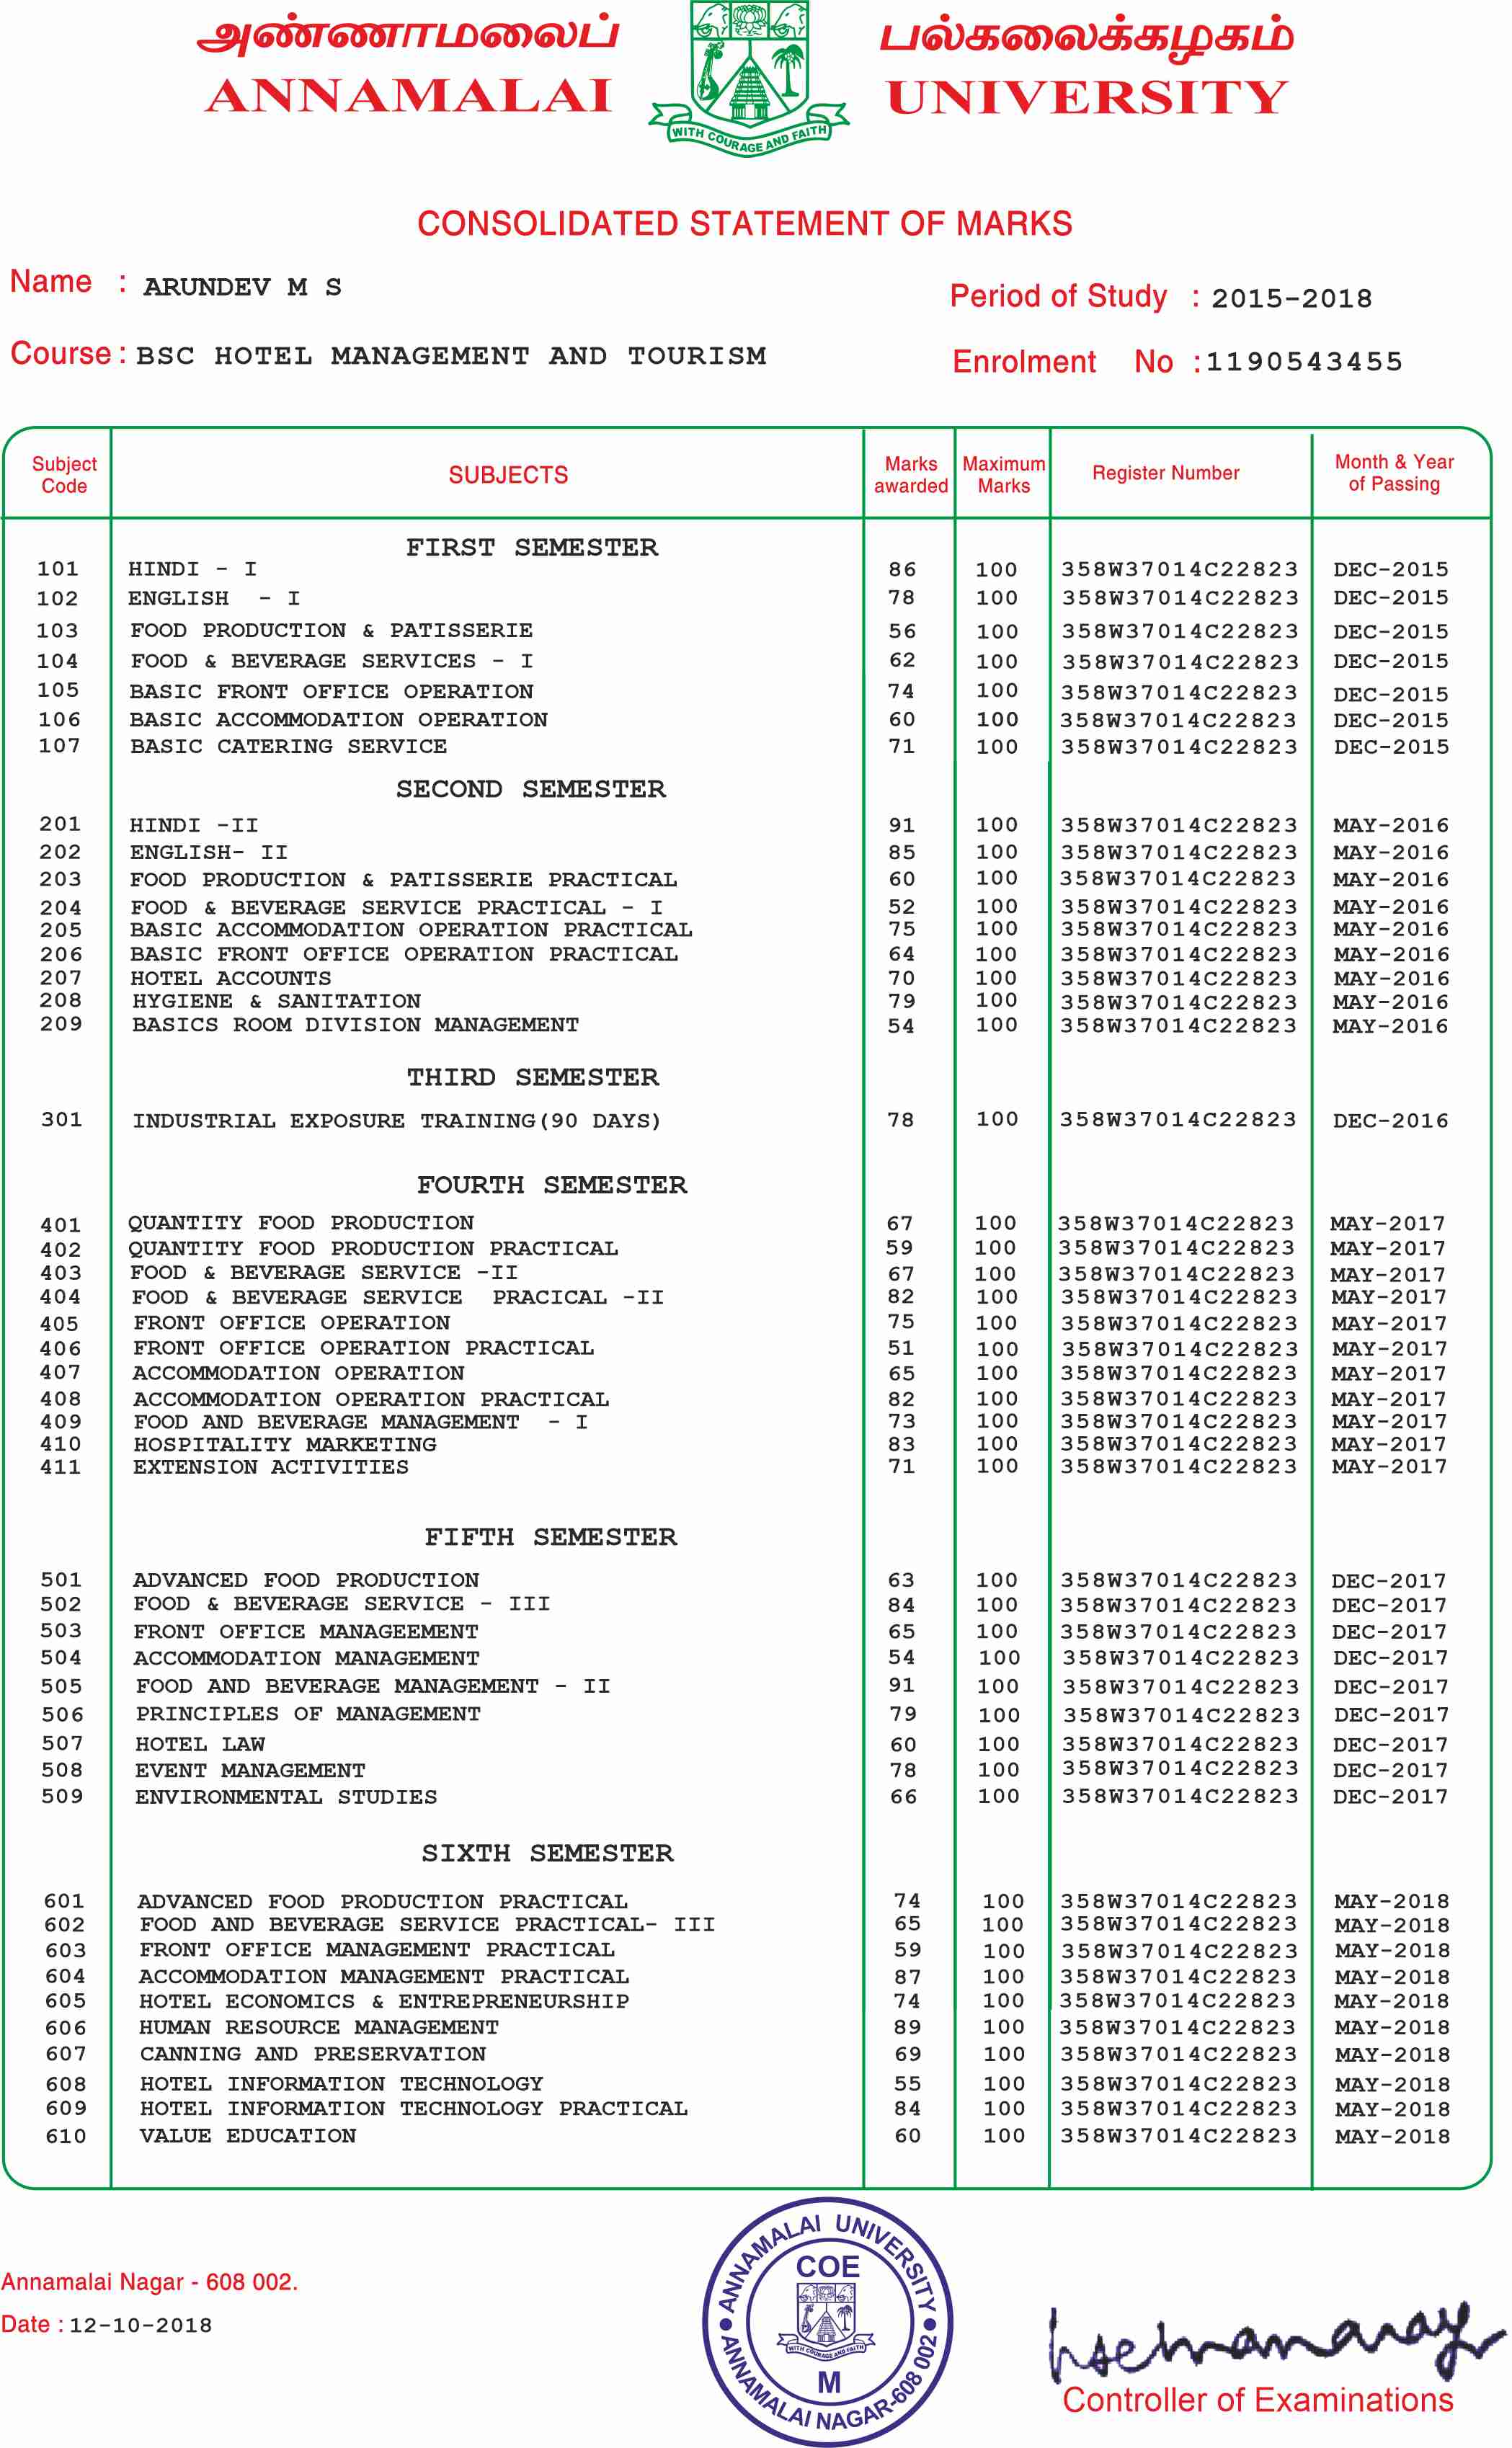 அண்ணாமலைப் பல்கலைக்கழகம்
ANNAMALAI UNIVERSITY
WITH COURAGE AND FAITH
CONSOLIDATED STATEMENT OF MARKS
Name : ARUNDEV M S
Period of Study : 2015-2018
Course : BSC HOTEL MANAGEMENT AND TOURISM
Enrolment No : 1190543455
Subject Code SUBJECTS Marks awarded Maximum Marks Register Number Month & Year of Passing
FIRST SEMESTER
101 HINDI - I 86 100 358W37014C22823 DEC-2015
102 ENGLISH - I 78 100 358W37014C22823 DEC-2015
103 FOOD PRODUCTION & PATISSERIE 56 100 358W37014C22823 DEC-2015
104 FOOD & BEVERAGE SERVICES - I 62 100 358W37014C22823 DEC-2015
105 BASIC FRONT OFFICE OPERATION 74 100 358W37014C22823 DEC-2015
106 BASIC ACCOMMODATION OPERATION 60 100 358W37014C22823 DEC-2015
107 BASIC CATERING SERVICE 71 100 358W37014C22823 DEC-2015
SECOND SEMESTER
201 HINDI -II 91 100 358W37014C22823 MAY-2016
202 ENGLISH- II 85 100 358W37014C22823 MAY-2016
203 FOOD PRODUCTION & PATISSERIE PRACTICAL 60 100 358W37014C22823 MAY-2016
204 FOOD & BEVERAGE SERVICE PRACTICAL - I 52 100 358W37014C22823 MAY-2016
205 BASIC ACCOMMODATION OPERATION PRACTICAL 75 100 358W37014C22823 MAY-2016
206 BASIC FRONT OFFICE OPERATION PRACTICAL 64 100 358W37014C22823 MAY-2016
207 HOTEL ACCOUNTS 70 100 358W37014C22823 MAY-2016
208 HYGIENE & SANITATION 79 100 358W37014C22823 MAY-2016
209 BASICS ROOM DIVISION MANAGEMENT 54 100 358W37014C22823 MAY-2016
THIRD SEMESTER
301 INDUSTRIAL EXPOSURE TRAINING(90 DAYS) 78 100 358W37014C22823 DEC-2016
FOURTH SEMESTER
401 QUANTITY FOOD PRODUCTION 67 100 358W37014C22823 MAY-2017
402 QUANTITY FOOD PRODUCTION PRACTICAL 59 100 358W37014C22823 MAY-2017
403 FOOD & BEVERAGE SERVICE -II 67 100 358W37014C22823 MAY-2017
404 FOOD & BEVERAGE SERVICE PRACICAL -II 82 100 358W37014C22823 MAY-2017
405 FRONT OFFICE OPERATION 75 100 358W37014C22823 MAY-2017
406 FRONT OFFICE OPERATION PRACTICAL 51 100 358W37014C22823 MAY-2017
407 ACCOMMODATION OPERATION 65 100 358W37014C22823 MAY-2017
408 ACCOMMODATION OPERATION PRACTICAL 82 100 358W37014C22823 MAY-2017
409 FOOD AND BEVERAGE MANAGEMENT - I 73 100 358W37014C22823 MAY-2017
410 HOSPITALITY MARKETING 83 100 358W37014C22823 MAY-2017
411 EXTENSION ACTIVITIES 71 100 358W37014C22823 MAY-2017
FIFTH SEMESTER
501 ADVANCED FOOD PRODUCTION 63 100 358W37014C22823 DEC-2017
502 FOOD & BEVERAGE SERVICE - III 84 100 358W37014C22823 DEC-2017
503 FRONT OFFICE MANAGEEMENT 65 100 358W37014C22823 DEC-2017
504 ACCOMMODATION MANAGEMENT 54 100 358W37014C22823 DEC-2017
505 FOOD AND BEVERAGE MANAGEMENT - II 91 100 358W37014C22823 DEC-2017
506 PRINCIPLES OF MANAGEMENT 79 100 358W37014C22823 DEC-2017
507 HOTEL LAW 60 100 358W37014C22823 DEC-2017
508 EVENT MANAGEMENT 78 100 358W37014C22823 DEC-2017
509 ENVIRONMENTAL STUDIES 66 100 358W37014C22823 DEC-2017
SIXTH SEMESTER
601 ADVANCED FOOD PRODUCTION PRACTICAL 74 100 358W37014C22823 MAY-2018
602 FOOD AND BEVERAGE SERVICE PRACTICAL- III 65 100 358W37014C22823 MAY-2018
603 FRONT OFFICE MANAGEMENT PRACTICAL 59 100 358W37014C22823 MAY-2018
604 ACCOMMODATION MANAGEMENT PRACTICAL 87 100 358W37014C22823 MAY-2018
605 HOTEL ECONOMICS & ENTREPRENEURSHIP 74 100 358W37014C22823 MAY-2018
606 HUMAN RESOURCE MANAGEMENT 89 100 358W37014C22823 MAY-2018
607 CANNING AND PRESERVATION 69 100 358W37014C22823 MAY-2018
608 HOTEL INFORMATION TECHNOLOGY 55 100 358W37014C22823 MAY-2018
609 HOTEL INFORMATION TECHNOLOGY PRACTICAL 84 100 358W37014C22823 MAY-2018
610 VALUE EDUCATION 60 100 358W37014C22823 MAY-2018
Annamalai Nagar - 608 002.
Date : 12-10-2018
ANNAMALAI UNIVERSITY
COE
WITH COURAGE AND FAITH
M
ANNAMALAI NAGAR-608 002
Controller of Examinations